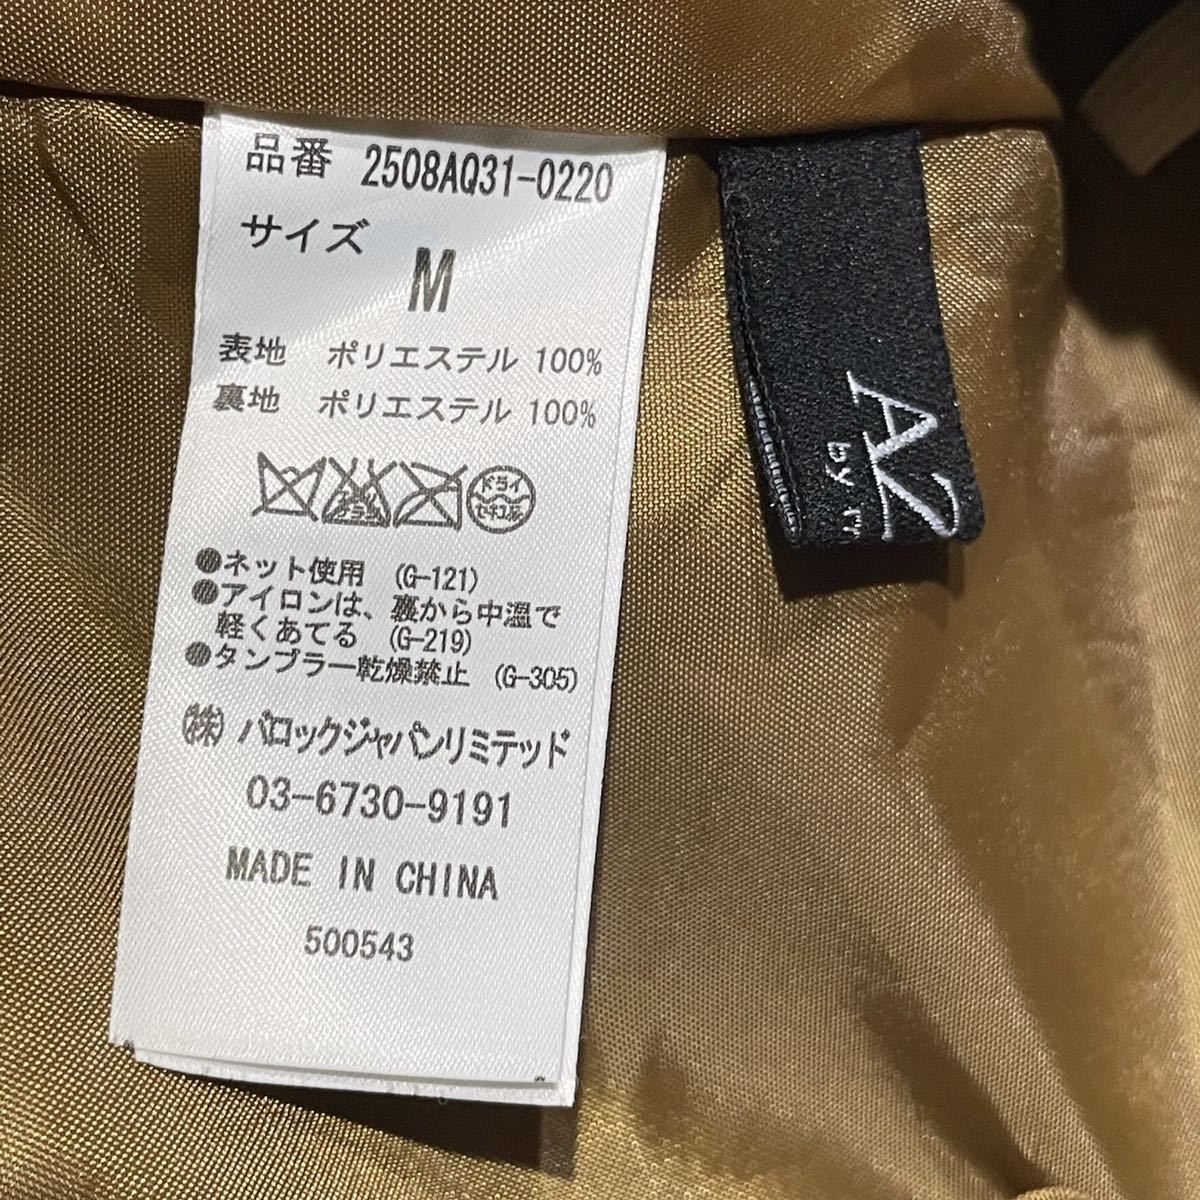 品番 2508AQ31-0220
サイズ
M
表地 ポリエステル 100%
裏地 ポリエステル 100%
ドライ
セキユ系
●ネット使用 (G-121)
●アイロンは、裏から中温で
軽くあてる (G-219)
●タンブラー乾燥禁止 (G-305)
㈱ バロックジャパンリミテッド
03-6730-9191
MADE IN CHINA
500543
A2
by